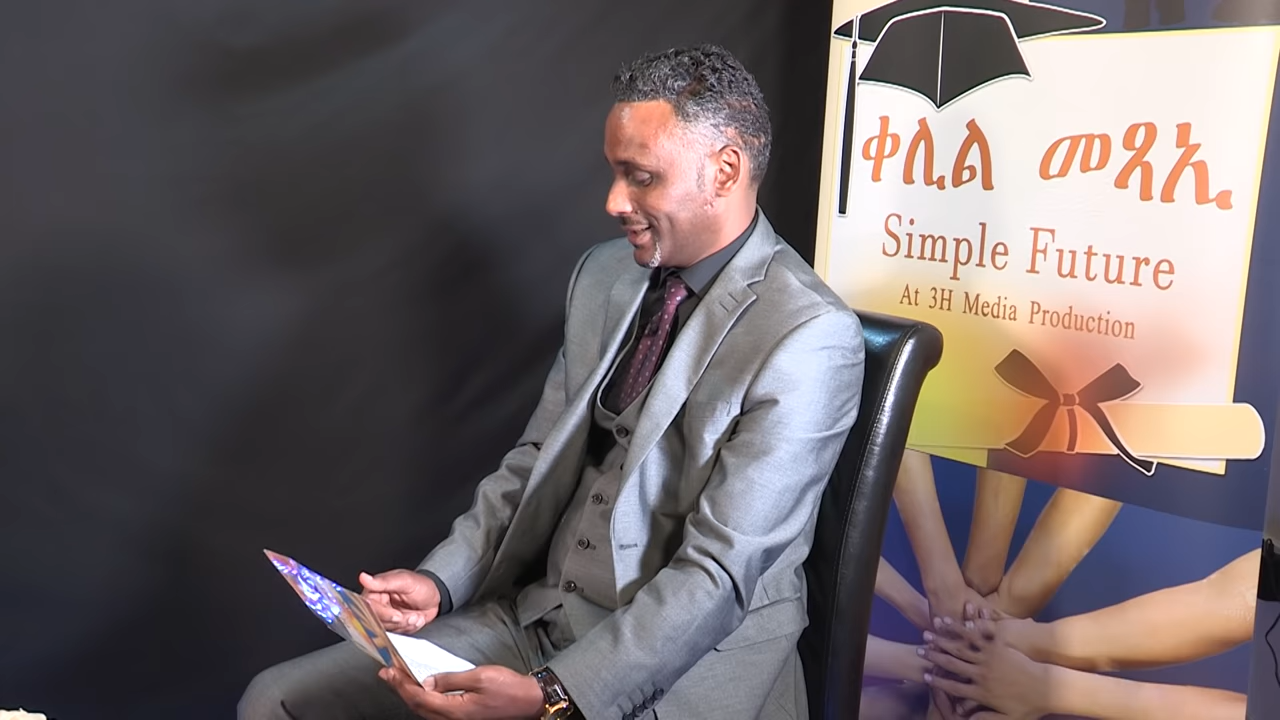 ቀሊል መጻኢ
Simple Future
At 3H Media Production